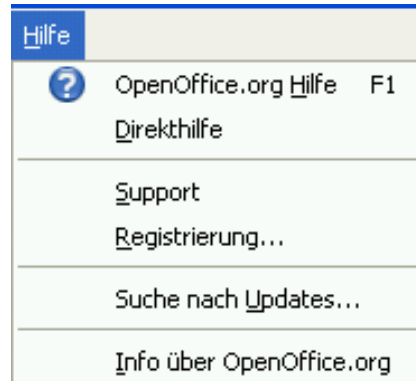 Hilfe
OpenOffice.org Hilfe F1
Direkthilfe
Support
Registrierung...
Suche nach Updates...
Info über OpenOffice.org